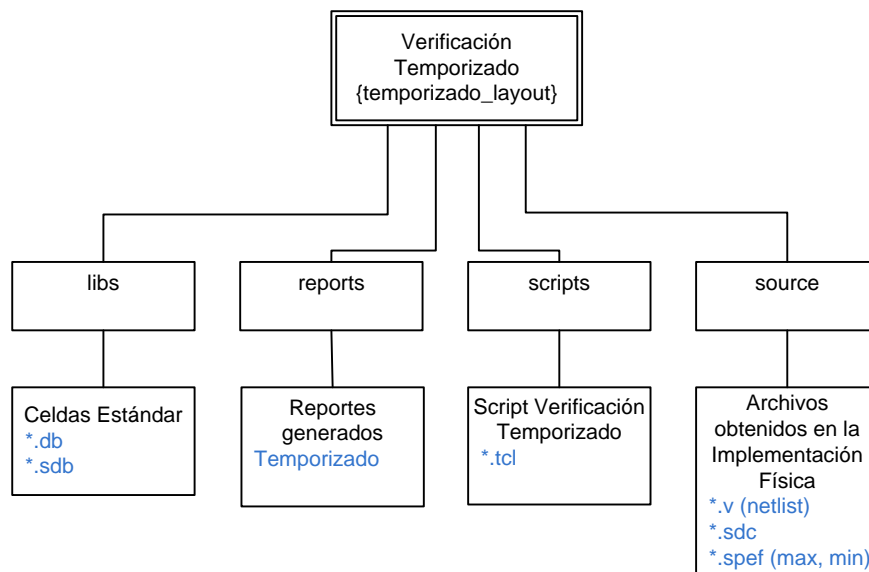 Verificación
Temporizado
{temporizado_layout}
libs
reports
scripts
source
Celdas Estándar
*.db
*.sdb
Reportes
generados
Temporizado
Script Verificación
Temporizado
*.tcl
Archivos
obtenidos en la
Implementación
Física
*.v (netlist)
*.sdc
*.spef (max, min)